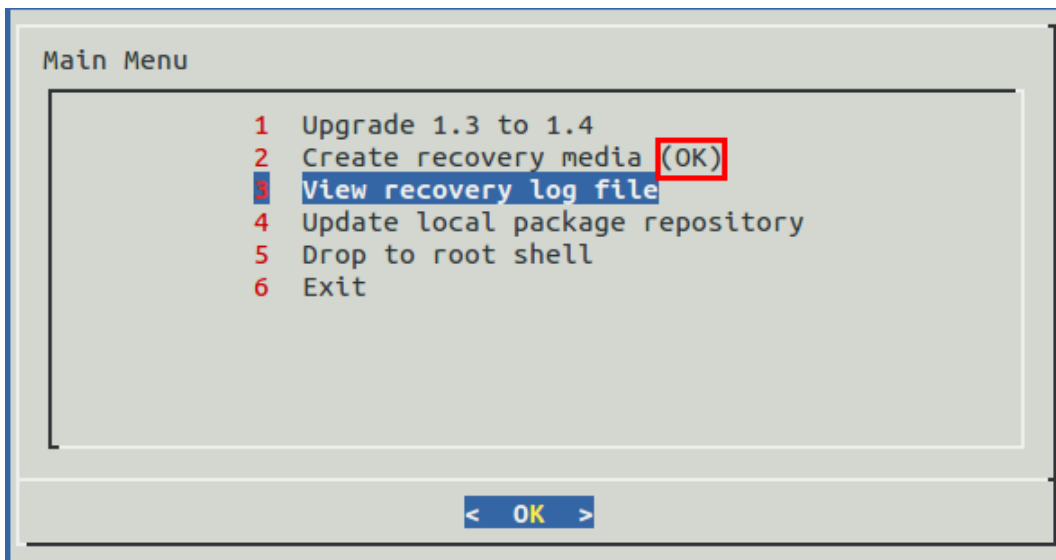 Main Menu
1 Upgrade 1.3 to 1.4
2 Create recovery media (OK)
3 View recovery log file
4 Update local package repository
5 Drop to root shell
6 Exit
< OK >